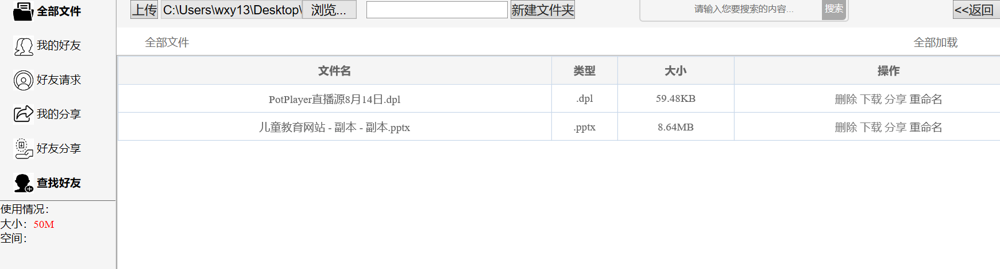 全部文件
我的好友
好友请求
我的分享
好友分享
查找好友
使用情况：
大小：50M
空间：
上传 C:\Users\wxy13\Desktop\ 浏览... 新建文件夹 请输入您要搜索的内容... 搜索 <<返回
全部文件 全部加载
文件名 类型 大小 操作
PotPlayer直播源8月14日.dpl .dpl 59.48KB 删除 下载 分享 重命名
儿童教育网站 - 副本 - 副本.pptx .pptx 8.64MB 删除 下载 分享 重命名